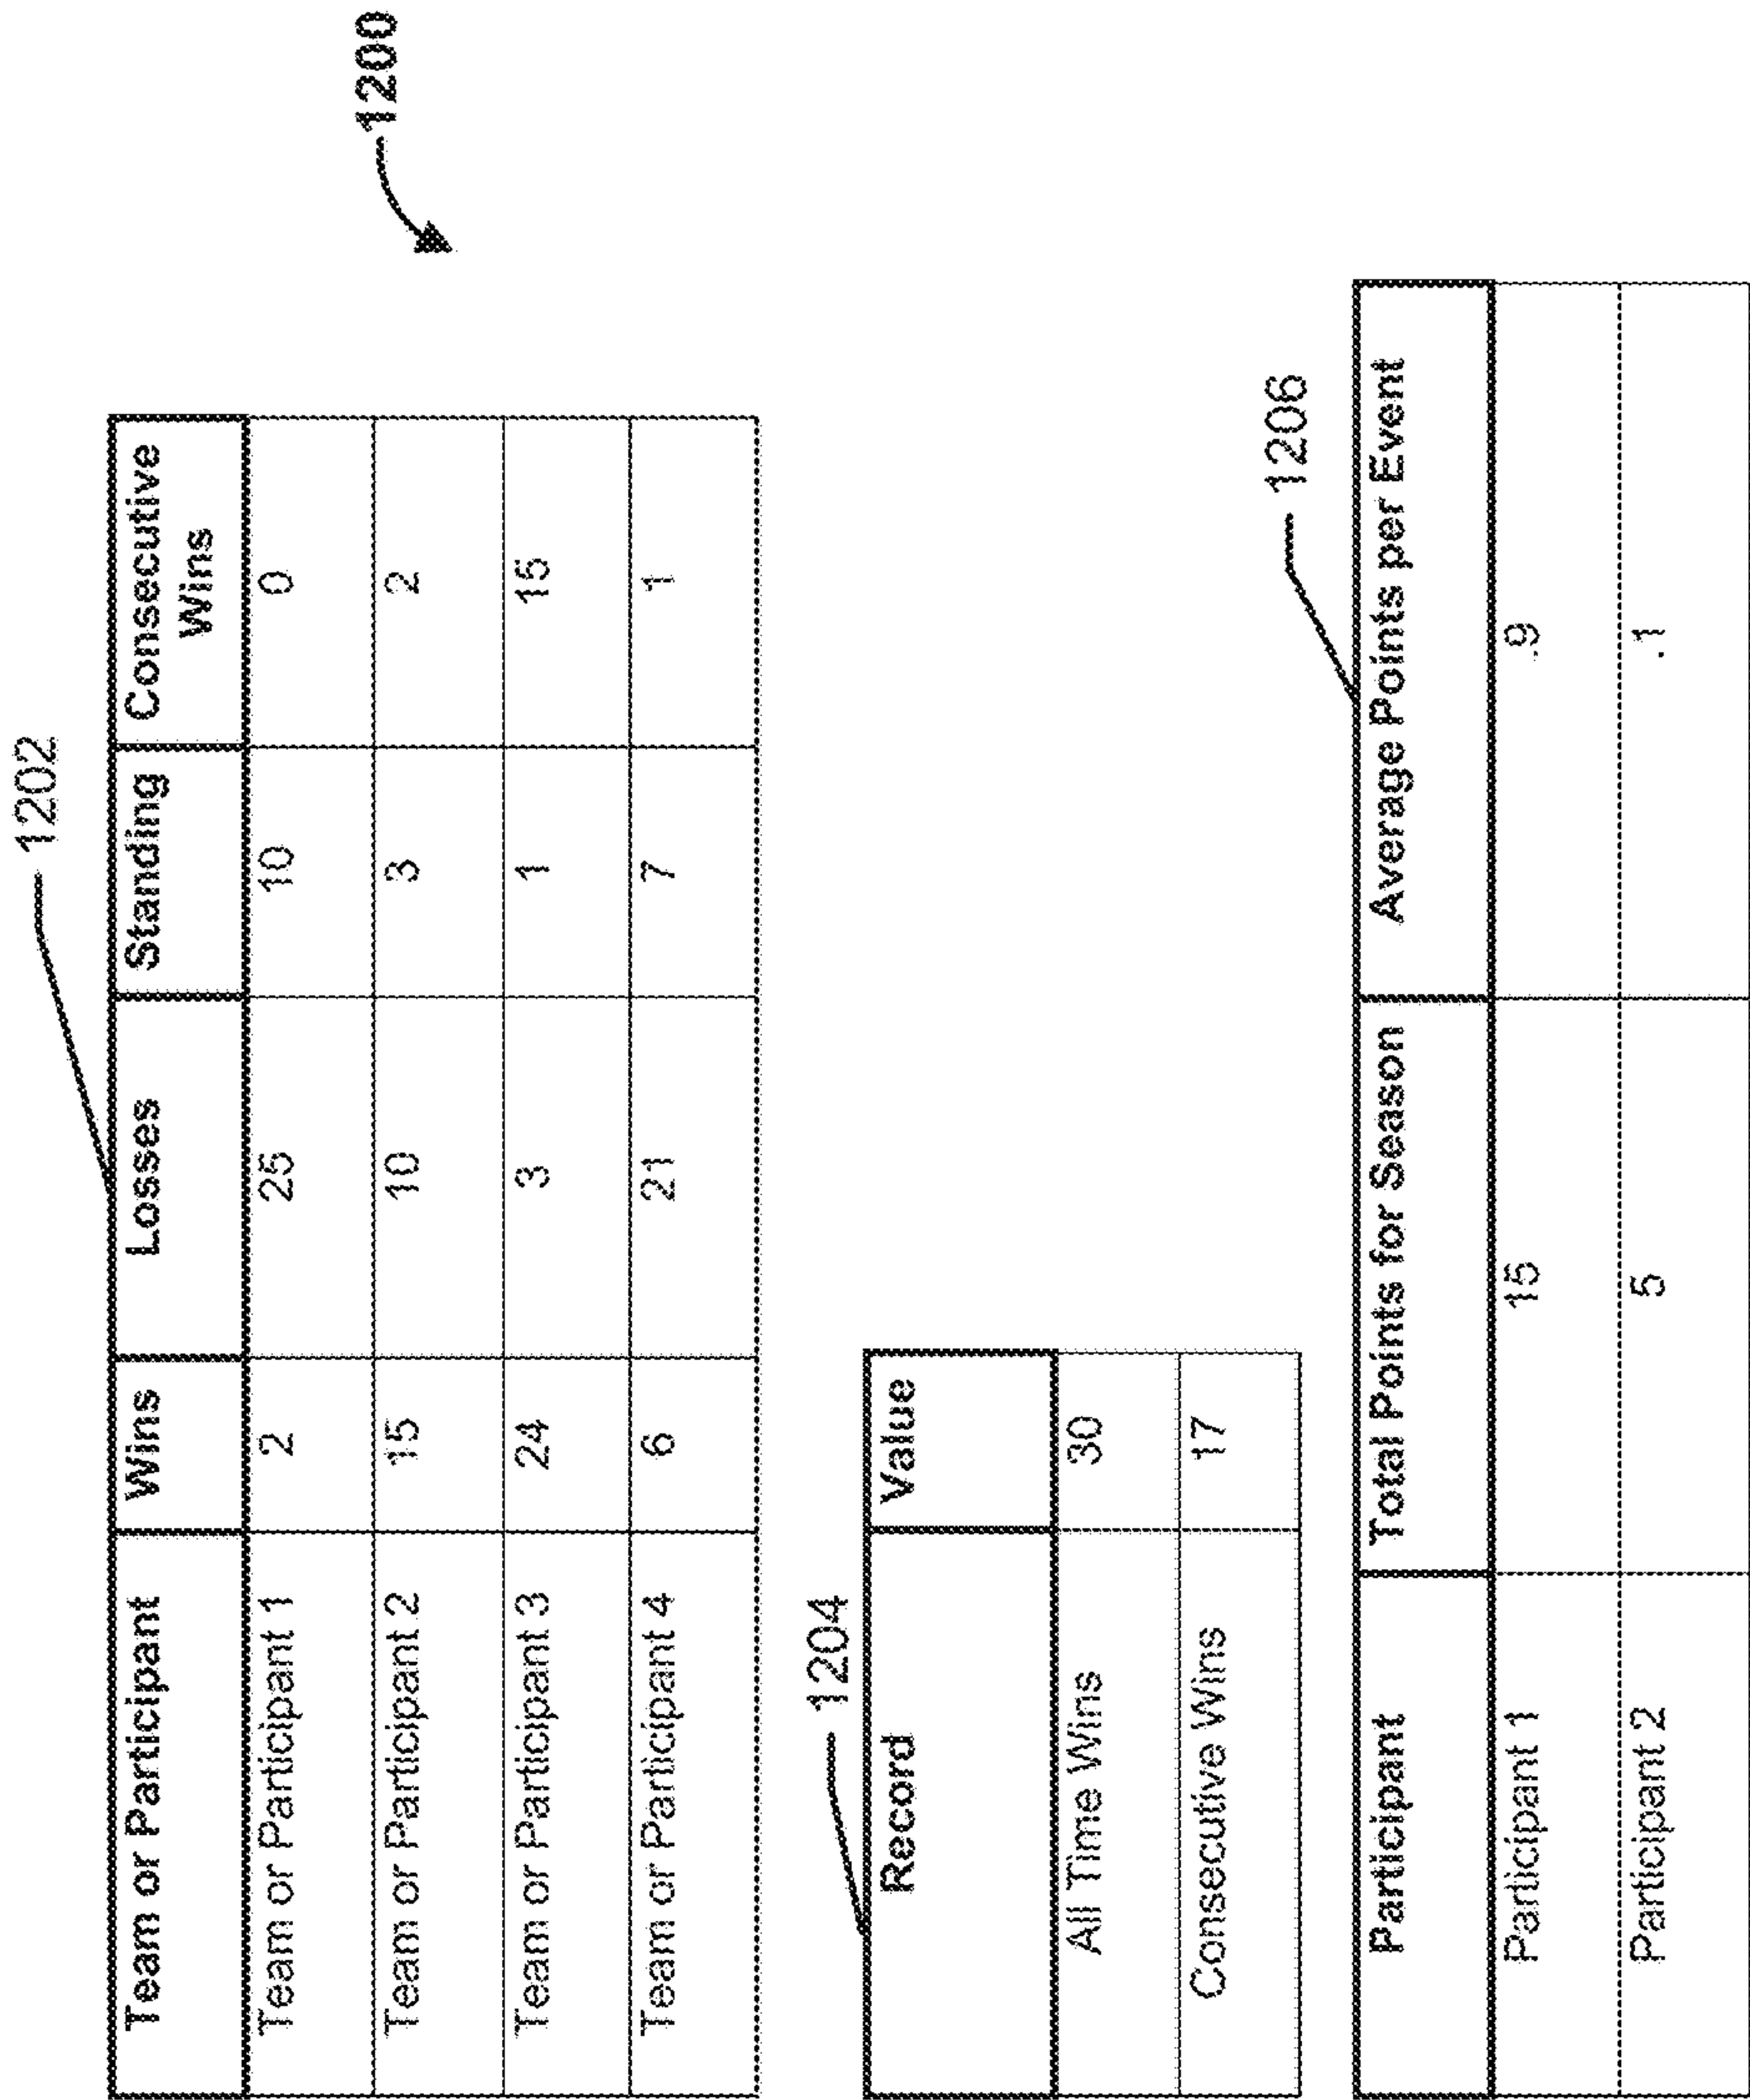 1200
1202
Team or Participant Wins Losses Standing Consecutive
Wins
Team or Participant 1 2 25 10 0
Team or Participant 2 15 10 3 2
Team or Participant 3 24 3 1 15
Team or Participant 4 6 21 7 1
1204
Record Value
All Time Wins 30
Consecutive Wins 17
1206
Participant Total Points for Season Average Points per Event
Participant 1 15 .9
Participant 2 5 .1